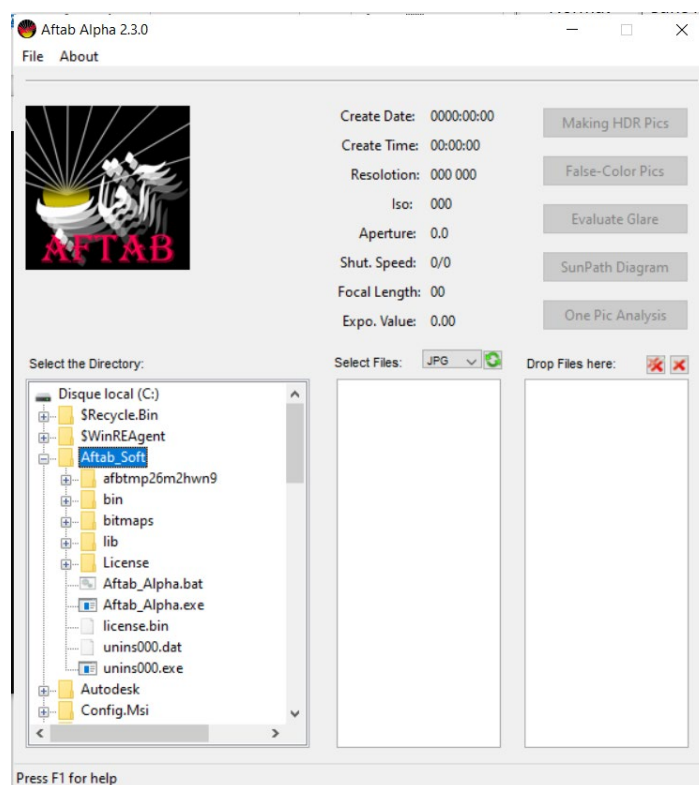 Aftab Alpha 2.3.0
File About
AFTAB
Create Date: 0000:00:00
Create Time: 00:00:00
Resolotion: 000 000
Iso: 000
Aperture: 0.0
Shut. Speed: 0/0
Focal Length: 00
Expo. Value: 0.00
Making HDR Pics
False-Color Pics
Evaluate Glare
SunPath Diagram
One Pic Analysis
Select the Directory:
Disque local (C:)
$Recycle.Bin
$WinREAgent
Aftab_Soft
afbtmp26m2hwn9
bin
bitmaps
lib
License
Aftab_Alpha.bat
Aftab_Alpha.exe
license.bin
unins000.dat
unins000.exe
Autodesk
Config.Msi
Select Files: JPG
Drop Files here:
Press F1 for help